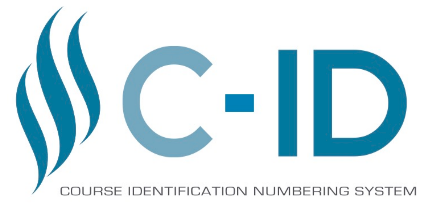 C-ID
COURSE IDENTIFICATION NUMBERING SYSTEM